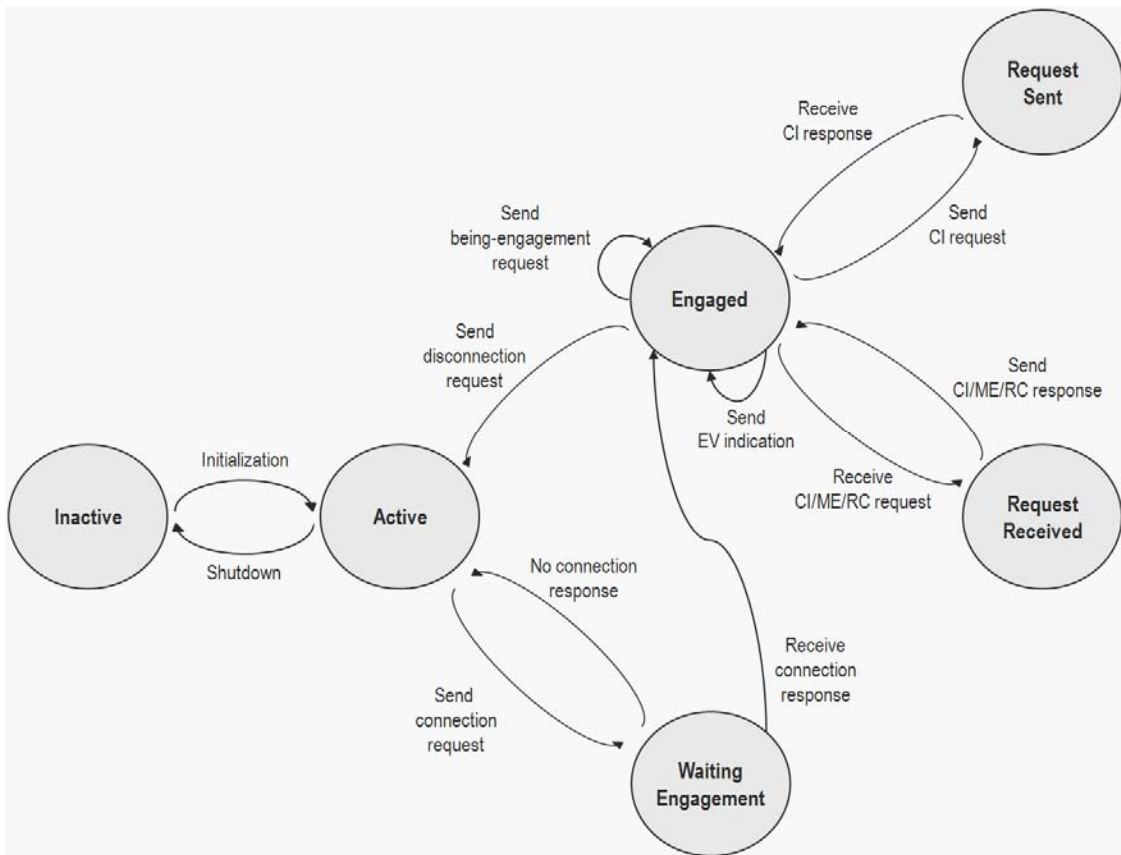 Request
Sent
Receive
CI response
Send
CI request
Send
being-engagement
request
Engaged
Send
disconnection
request
Send
EV indication
Send
CI/ME/RC response
Receive
CI/ME/RC request
Request
Received
Initialization
Inactive
Active
Shutdown
No connection
response
Send
connection
request
Receive
connection
response
Waiting
Engagement